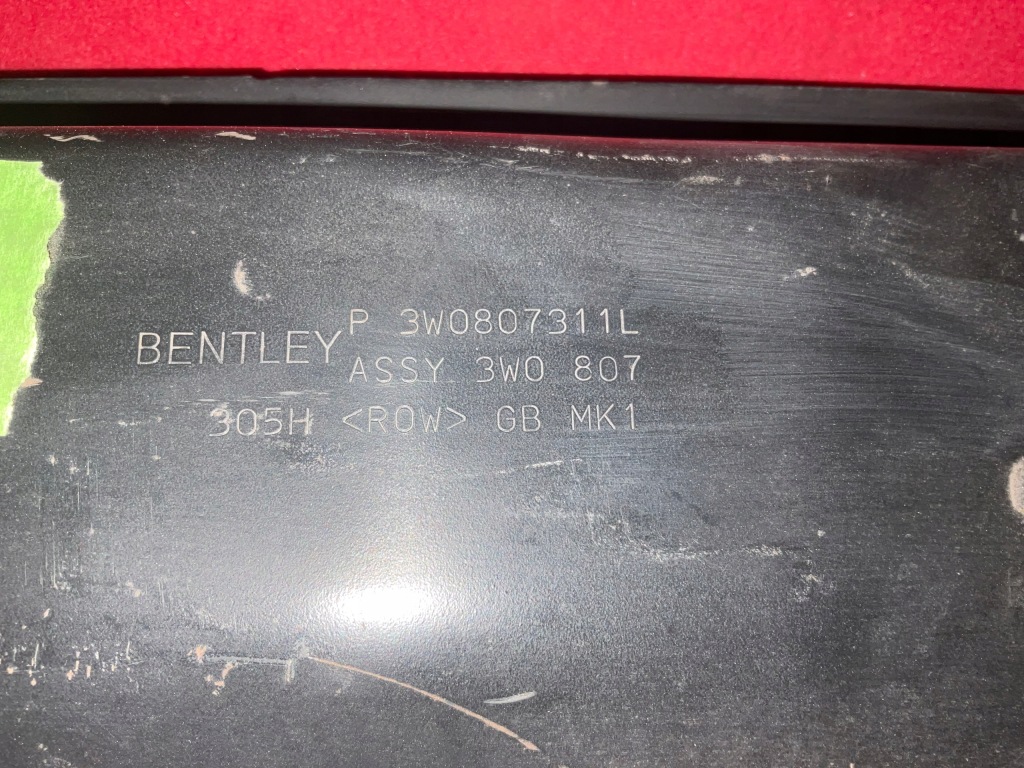 BENTLEY P 3W0807311L
ASSY 3W0 807
305H <ROW> GB MK1